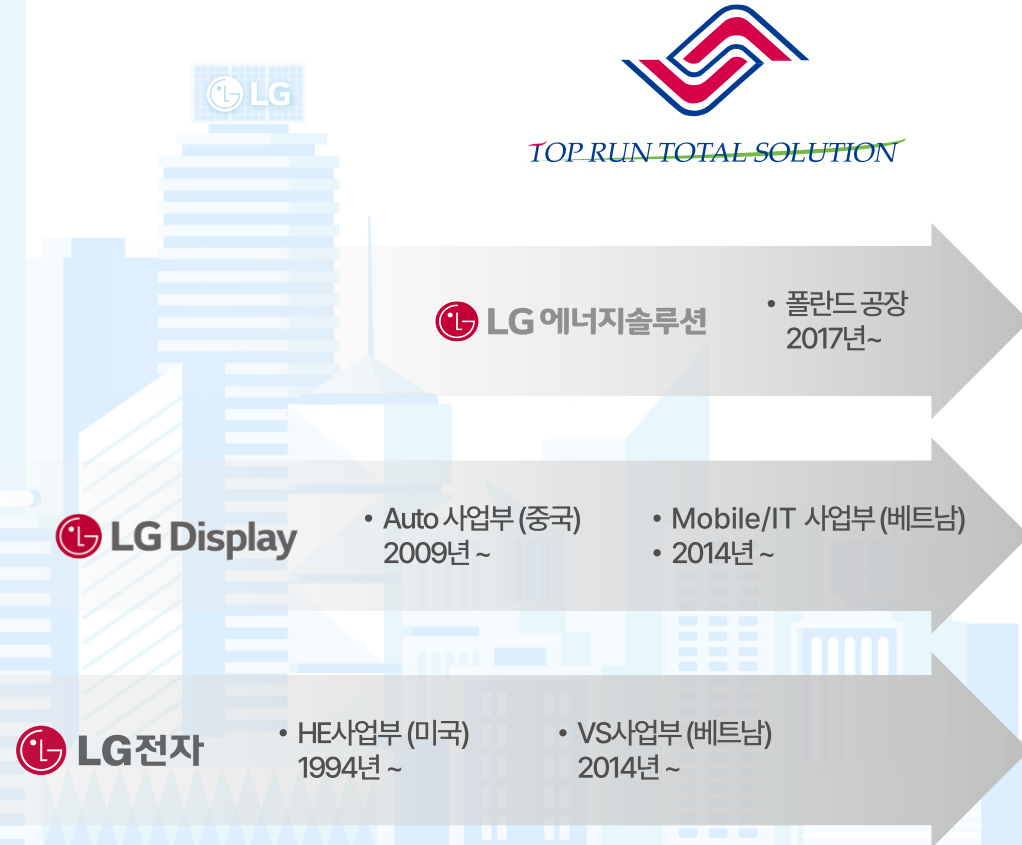 LG
TOP RUN TOTAL SOLUTION
LG 에너지솔루션
• 폴란드 공장
2017년~
LG Display
• Auto 사업부 (중국)
2009년 ~
• Mobile/IT 사업부 (베트남)
• 2014년 ~
LG전자
• HE사업부 (미국)
1994년 ~
• VS사업부 (베트남)
2014년 ~